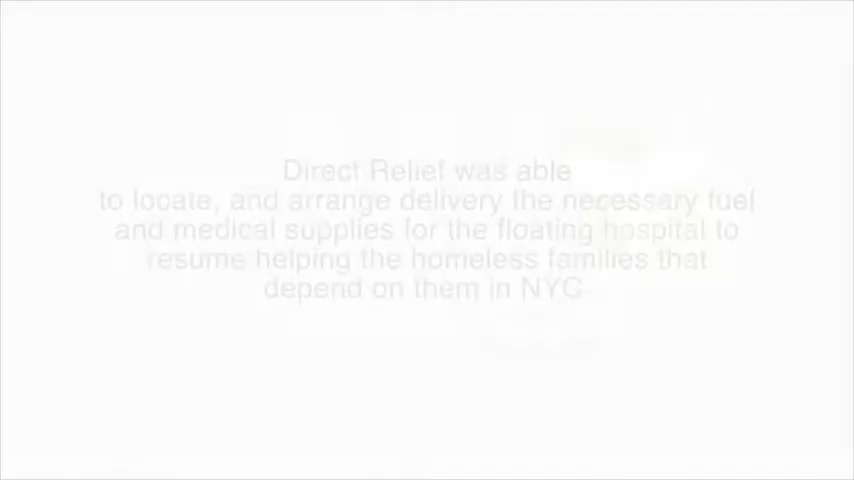 Direct Relief was able
to locate, and arrange delivery the necessary fuel
and medical supplies for the floating hospital to
resume helping the homeless families that
depend on them in NYC